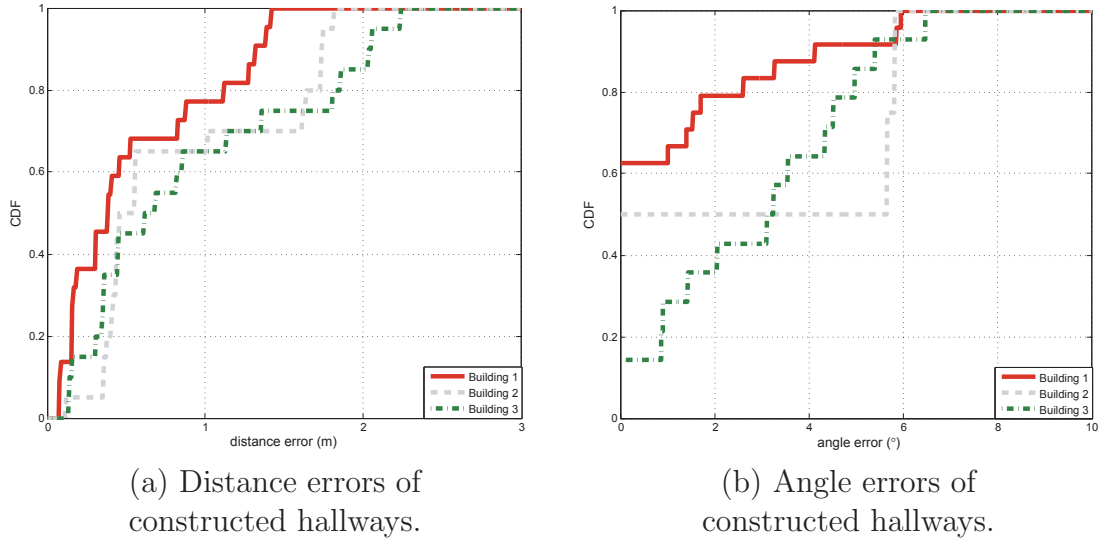 1
0.8
0.6
0.4
0.2
0
CDF
0
1
2
3
distance error (m)
Building 1
Building 2
Building 3
(a) Distance errors of
constructed hallways.
1
0.8
0.6
0.4
0.2
0
CDF
0
2
4
6
8
10
angle error (°)
Building 1
Building 2
Building 3
(b) Angle errors of
constructed hallways.